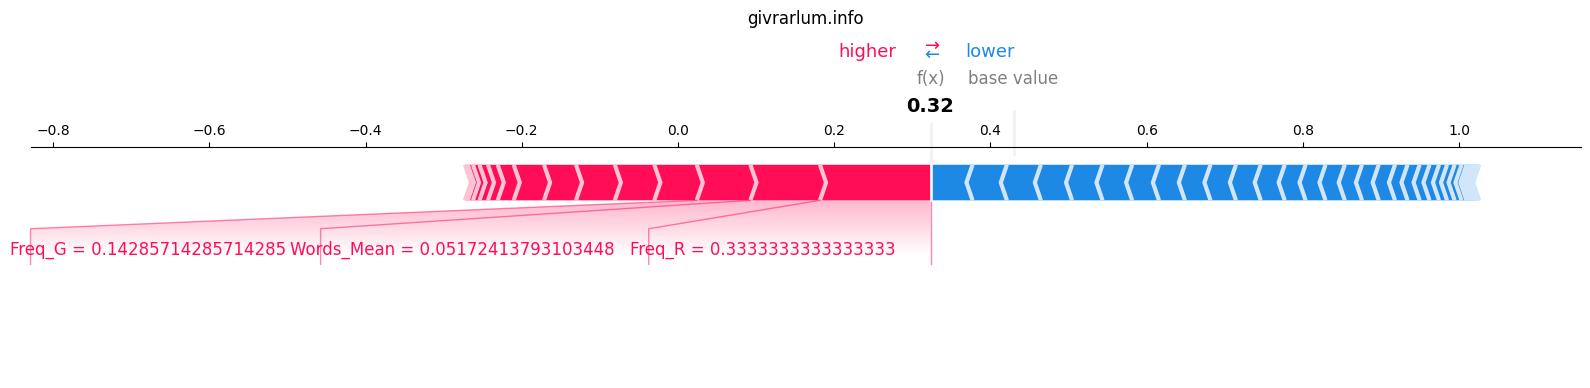 givrarlum.info
higher ⇄ lower
f(x) base value
0.32
−0.8 −0.6 −0.4 −0.2 0.0 0.2 0.4 0.6 0.8 1.0
Freq_G = 0.14285714285714285 Words_Mean = 0.05172413793103448 Freq_R = 0.3333333333333333